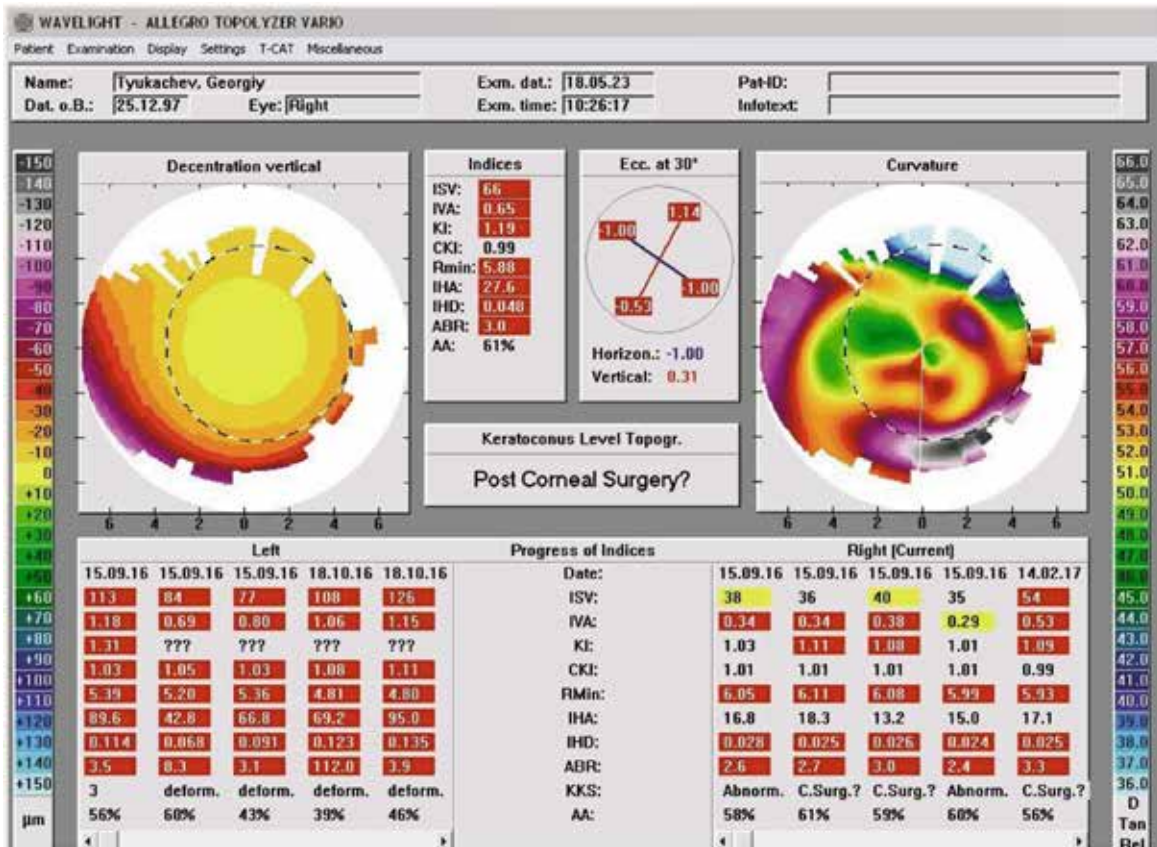 WAVELIGHT - ALLEGRO TOPOLYZER VARIO
Patient Examination Display Settings T-CAT Miscellaneous
Name: Tyukachev, Georgiy Exm. dat.: 18.05.23 Pat-ID:
Dat. o.B.: 25.12.97 Eye: Right Exm. time: 10:26:17 Infotext:
Decentration vertical
-150
-140
-130
-120
-110
-100
-90
-80
-70
-60
-50
-40
-30
-20
-10
0
+10
+20
+30
+40
+50
+60
+70
+80
+90
+100
+110
+120
+130
+140
+150
µm
6 4 2 0 2 4 6
Indices
ISV: 66
IVA: 0.65
KI: 1.19
CKI: 0.99
Rmin: 5.88
IHA: 27.6
IHD: 0.048
ABR: 3.0
AA: 61%
Ecc. at 30°
1.14
-1.00
-1.00
-0.53
Horizon.: -1.00
Vertical: 0.31
Keratoconus Level Topogr.
Post Corneal Surgery?
Curvature
6 4 2 0 2 4 6
66.0
65.0
64.0
63.0
62.0
61.0
60.0
59.0
58.0
57.0
56.0
55.0
54.0
53.0
52.0
51.0
50.0
49.0
48.0
47.0
46.0
45.0
44.0
43.0
42.0
41.0
40.0
39.0
38.0
37.0
36.0
D
Tan
Rel
Left Progress of Indices Right (Current)
15.09.16 15.09.16 15.09.16 18.10.16 18.10.16 Date: 15.09.16 15.09.16 15.09.16 15.09.16 14.02.17
113 84 77 108 126 ISV: 38 36 40 35 54
1.18 0.69 0.80 1.06 1.15 IVA: 0.34 0.34 0.38 0.29 0.53
1.31 ??? ??? ??? ??? KI: 1.03 1.11 1.08 1.01 1.09
1.03 1.05 1.03 1.08 1.11 CKI: 1.01 1.01 1.01 1.01 0.99
5.39 5.20 5.36 4.81 4.80 RMin: 6.05 6.11 6.08 5.99 5.93
89.6 42.8 66.8 69.2 95.0 IHA: 16.8 18.3 13.2 15.0 17.1
0.114 0.068 0.091 0.123 0.135 IHD: 0.028 0.025 0.026 0.024 0.025
3.5 8.3 3.1 112.0 3.9 ABR: 2.6 2.7 3.0 2.4 3.3
3 deform. deform. deform. deform. KKS: Abnorm. C.Surg.? C.Surg.? Abnorm. C.Surg.?
56% 60% 43% 39% 46% AA: 58% 61% 59% 60% 56%